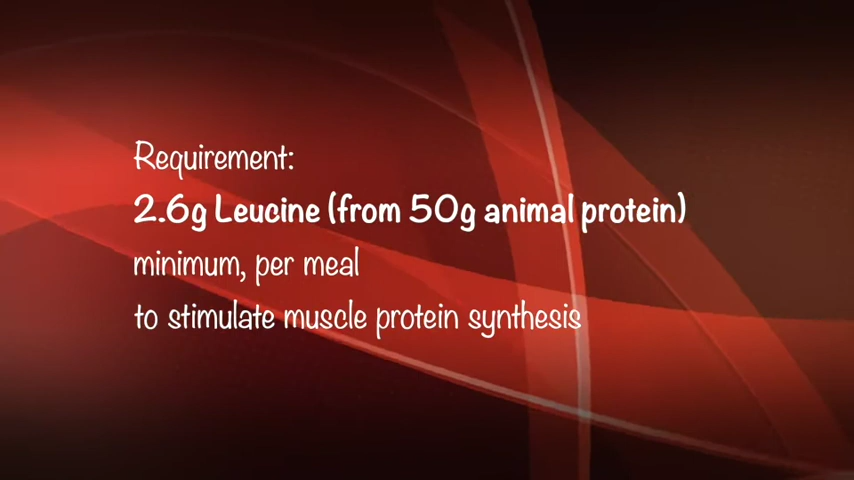 Requirement:
2.6g Leucine (from 50g animal protein)
minimum, per meal
to stimulate muscle protein synthesis